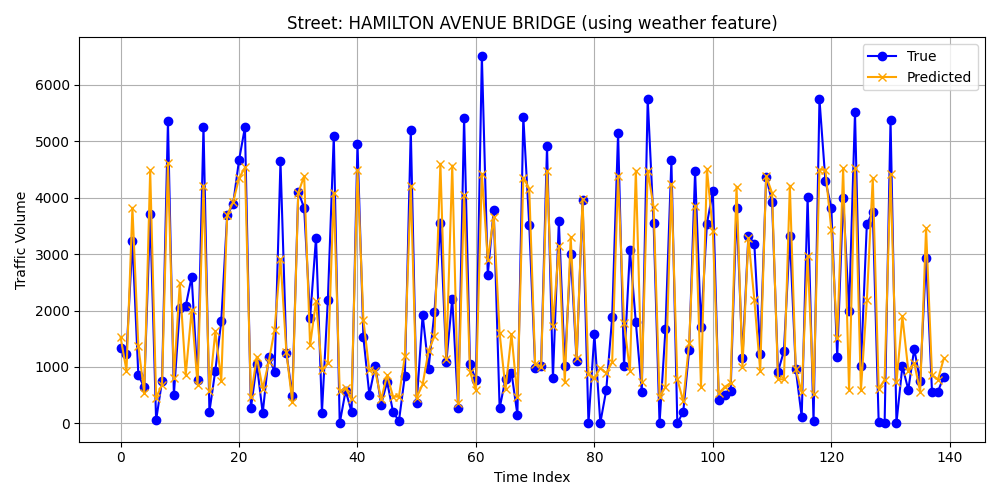 Street: HAMILTON AVENUE BRIDGE (using weather feature)
True
Predicted
Traffic Volume
6000
5000
4000
3000
2000
1000
0
0 20 40 60 80 100 120 140
Time Index